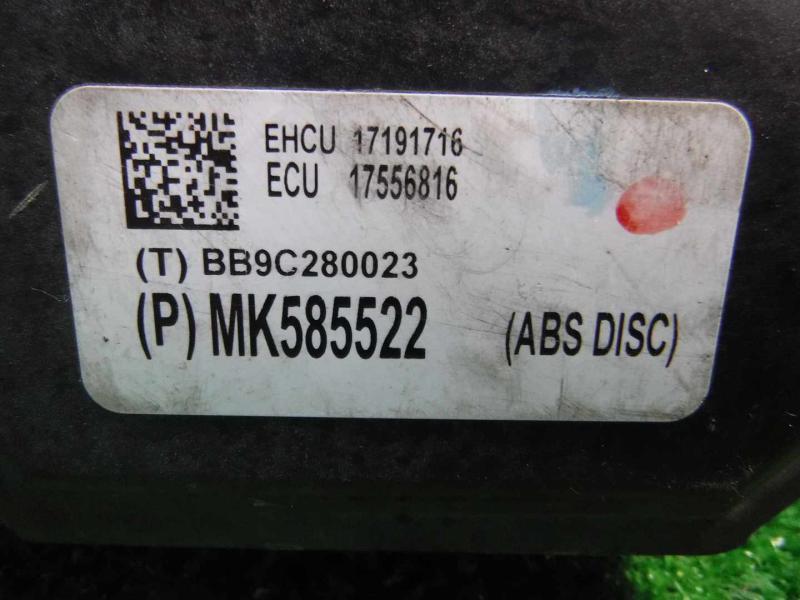 EHCU 17191716
ECU 17556816
(T) BB9C280023
(P) MK585522 (ABS DISC)